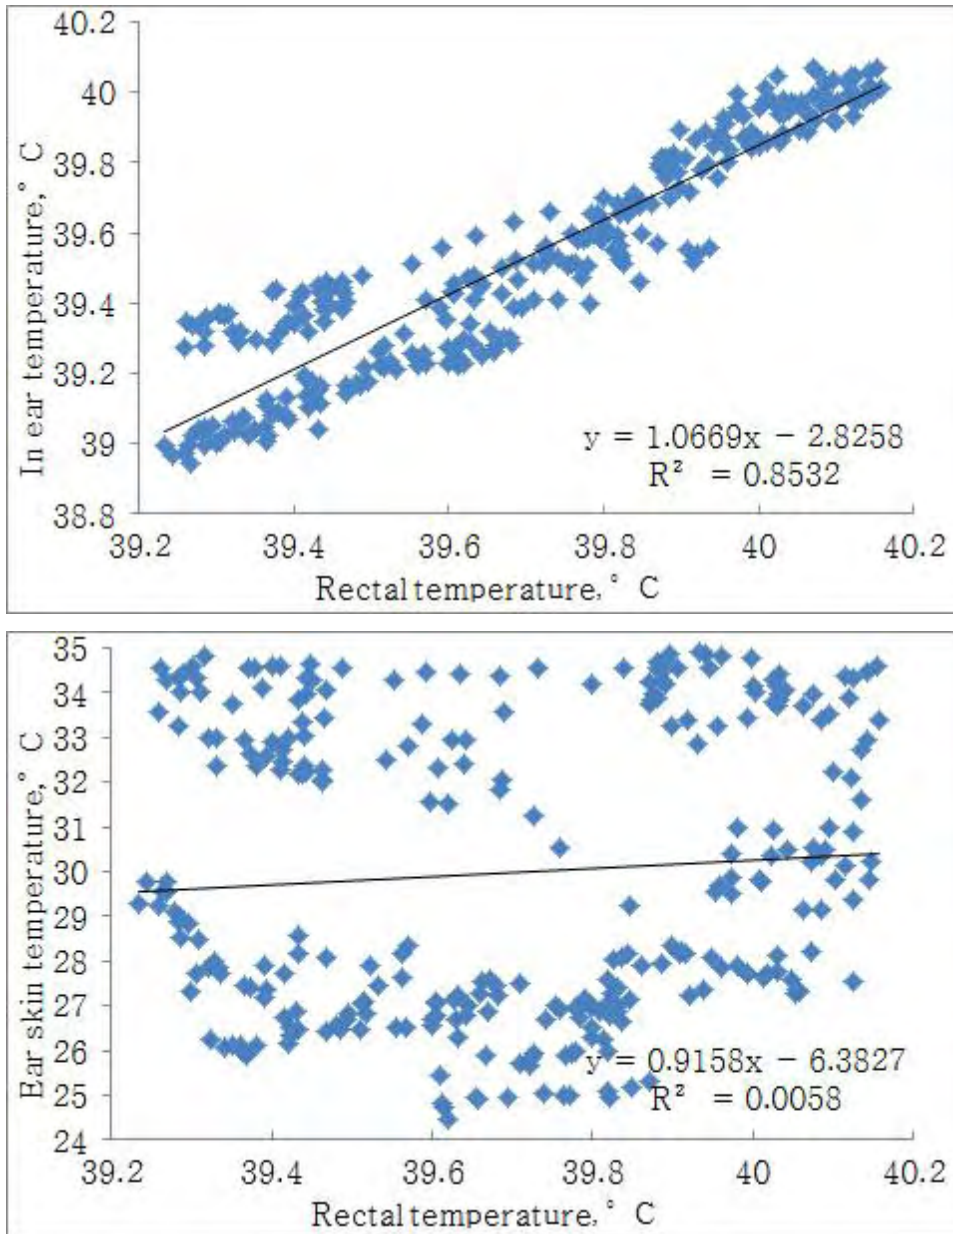 40.2
40
39.8
39.6
39.4
39.2
39
38.8
In ear temperature,° C
y = 1.0669x − 2.8258
R² = 0.8532
39.2 39.4 39.6 39.8 40 40.2
Rectal temperature,° C
35
34
33
32
31
30
29
28
27
26
25
24
Ear skin temperature,° C
y = 0.9158x − 6.3827
R² = 0.0058
39.2 39.4 39.6 39.8 40 40.2
Rectal temperature,° C